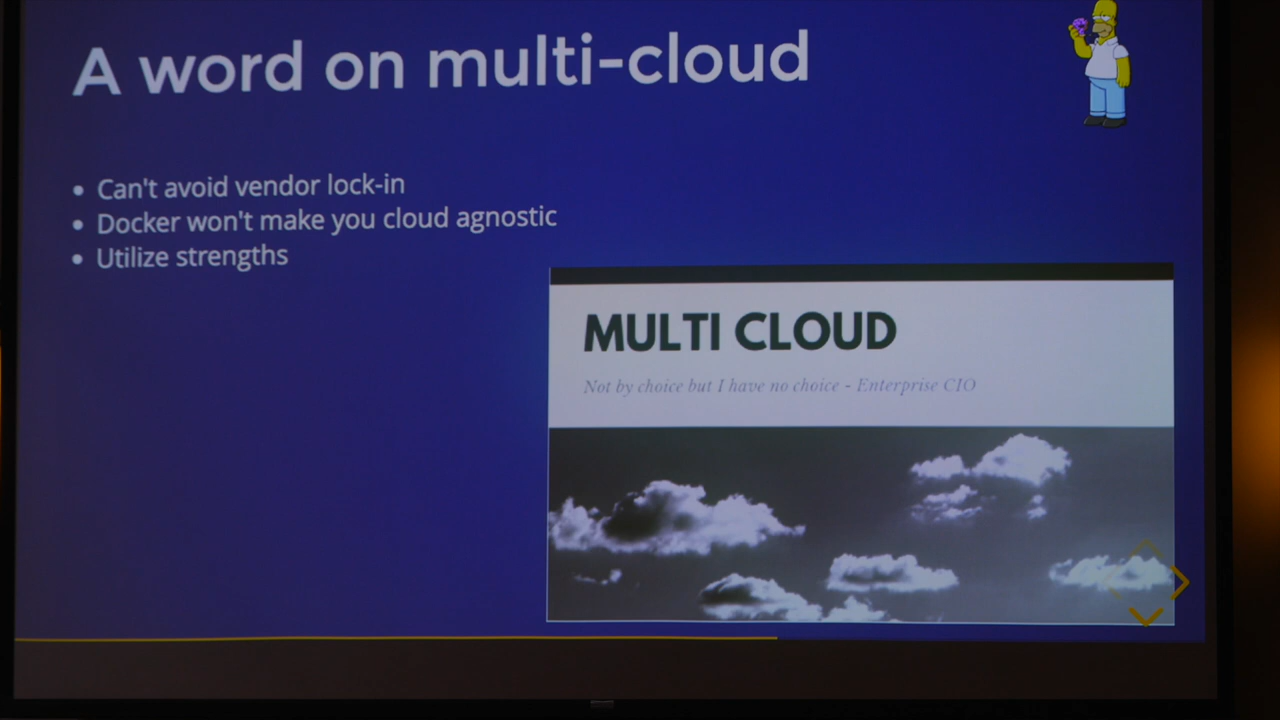 A word on multi-cloud
Can't avoid vendor lock-in
Docker won't make you cloud agnostic
Utilize strengths
MULTI CLOUD
Not by choice but I have no choice - Enterprise CIO